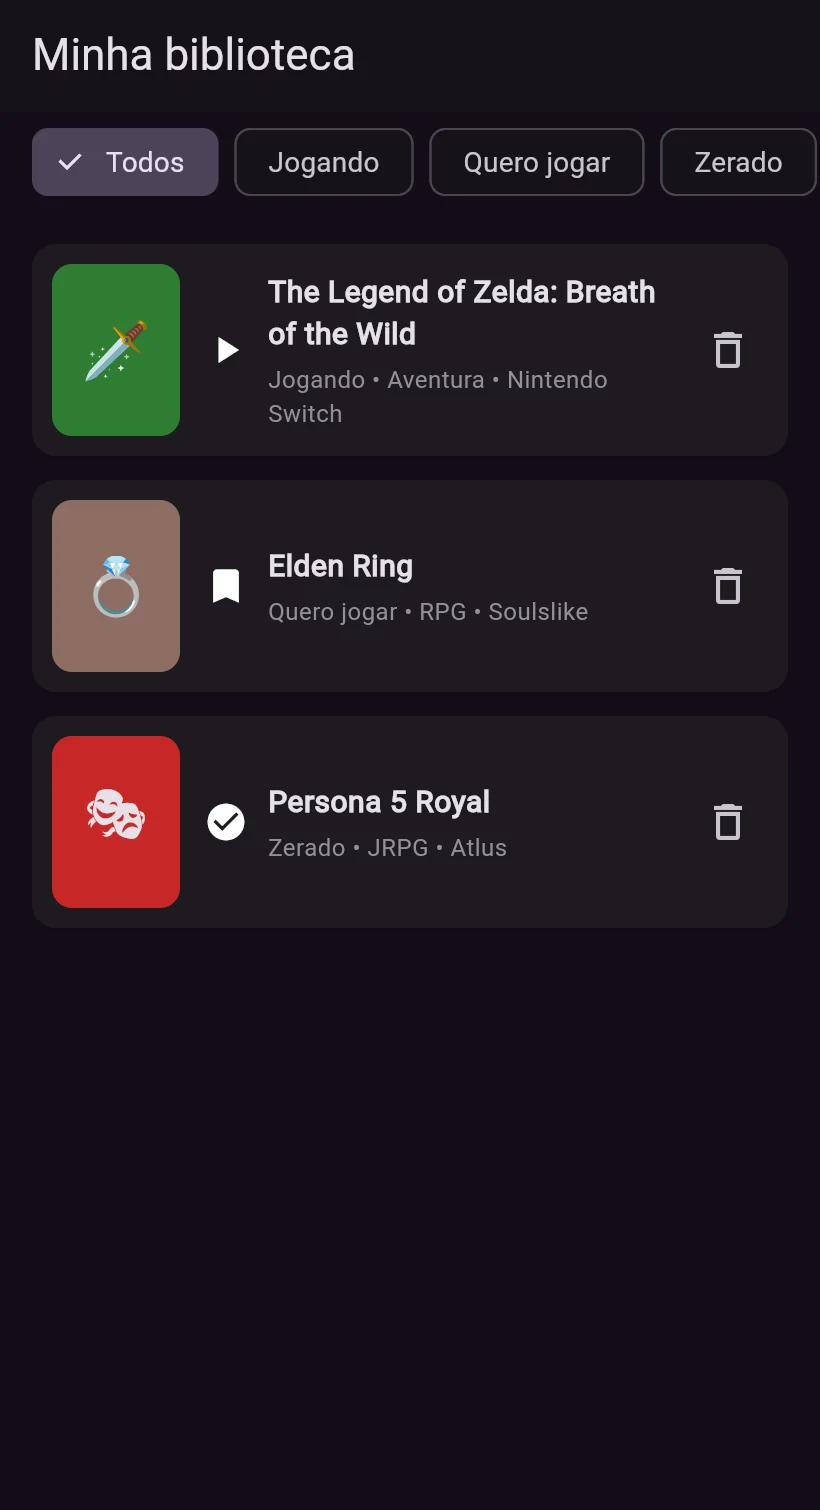 Minha biblioteca
Todos
Jogando
Quero jogar
Zerado
The Legend of Zelda: Breath
of the Wild
Jogando • Aventura • Nintendo
Switch
Elden Ring
Quero jogar • RPG • Soulslike
Persona 5 Royal
Zerado • JRPG • Atlus